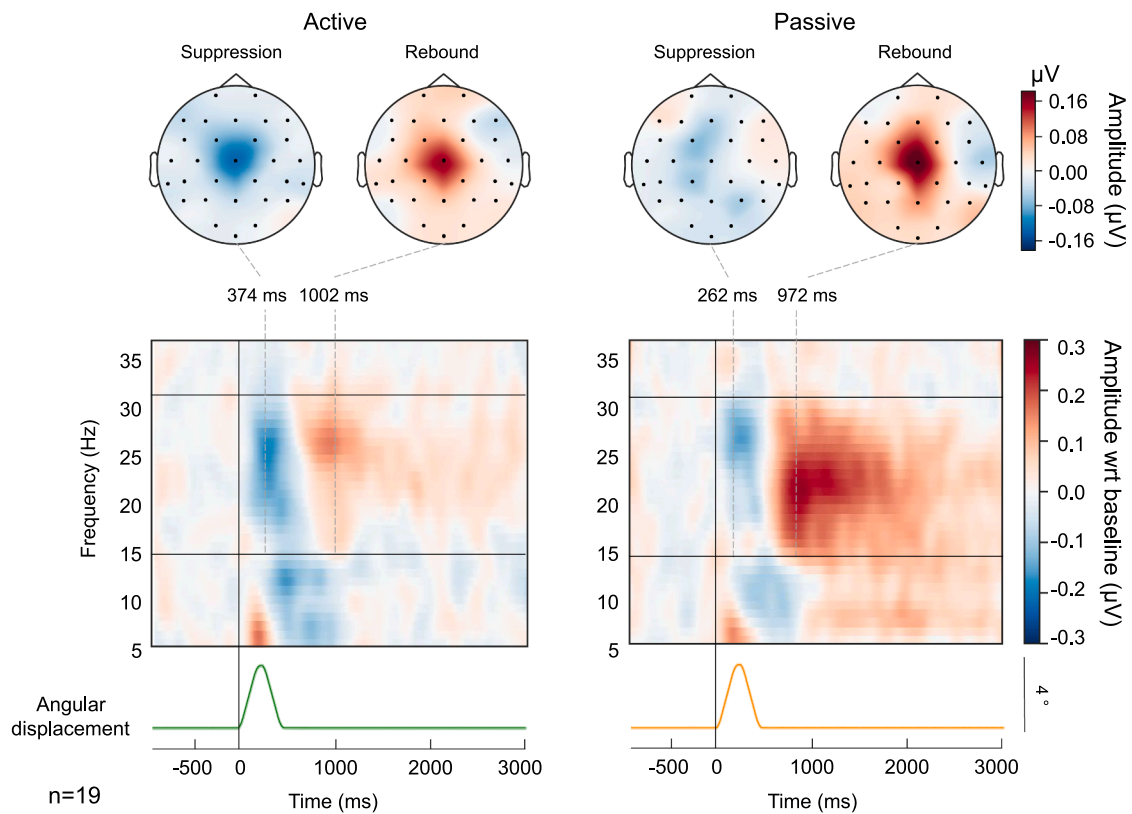 Active
Passive
Suppression
Rebound
Suppression
Rebound
µV
0.16
0.08
0.00
-0.08
-0.16
Amplitude (µV)
374 ms
1002 ms
262 ms
972 ms
35
30
25
20
15
10
5
Frequency (Hz)
35
30
25
20
15
10
5
0.3
0.2
0.1
0.0
-0.1
-0.2
-0.3
Amplitude wrt baseline (µV)
Angular
displacement
4 °
-500
0
1000
2000
3000
-500
0
1000
2000
3000
Time (ms)
Time (ms)
n=19